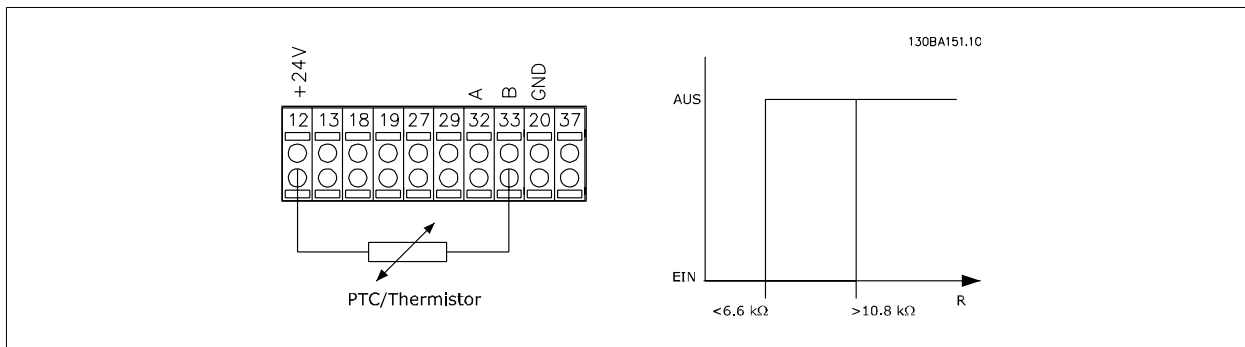 130BA151.10
+24V
A
B
GND
12 13 18 19 27 29 32 33 20 37
PTC/Thermistor
AUS
EIN
<6.6 kΩ
>10.8 kΩ
R